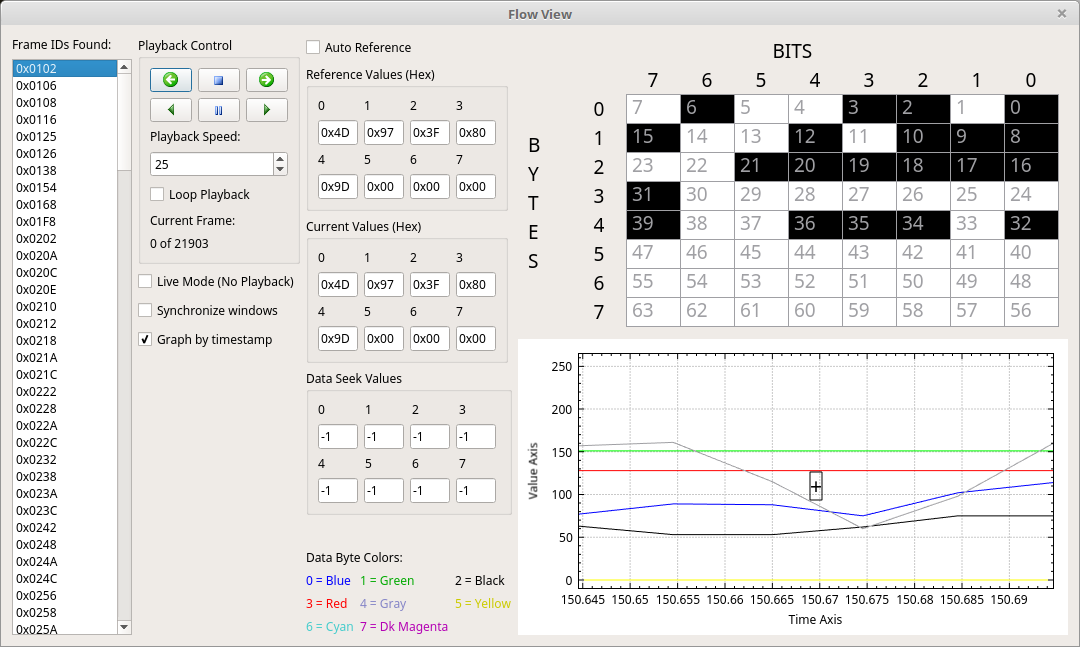 Flow View
Frame IDs Found:
0x0102
0x0106
0x0108
0x0116
0x0125
0x0126
0x0138
0x0154
0x0168
0x01F8
0x0202
0x020A
0x020C
0x020E
0x0210
0x0212
0x0218
0x021A
0x021C
0x0222
0x0228
0x022A
0x022C
0x0232
0x0238
0x023A
0x023C
0x0242
0x0248
0x024A
0x024C
0x0256
0x0258
0x025A
Playback Control
Playback Speed:
25
Loop Playback
Current Frame:
0 of 21903
Live Mode (No Playback)
Synchronize windows
Graph by timestamp
Auto Reference
Reference Values (Hex)
0 1 2 3
0x4D 0x97 0x3F 0x80
4 5 6 7
0x9D 0x00 0x00 0x00
Current Values (Hex)
0 1 2 3
0x4D 0x97 0x3F 0x80
4 5 6 7
0x9D 0x00 0x00 0x00
Data Seek Values
0 1 2 3
-1 -1 -1 -1
4 5 6 7
-1 -1 -1 -1
Data Byte Colors:
0 = Blue 1 = Green 2 = Black
3 = Red 4 = Gray 5 = Yellow
6 = Cyan 7 = Dk Magenta
BITS
7 6 5 4 3 2 1 0
BYTES
0 7 6 5 4 3 2 1 0
1 15 14 13 12 11 10 9 8
2 23 22 21 20 19 18 17 16
3 31 30 29 28 27 26 25 24
4 39 38 37 36 35 34 33 32
5 47 46 45 44 43 42 41 40
6 55 54 53 52 51 50 49 48
7 63 62 61 60 59 58 57 56
Value Axis
250
200
150
100
50
0
150.645 150.65 150.655 150.66 150.665 150.67 150.675 150.68 150.685 150.69
Time Axis